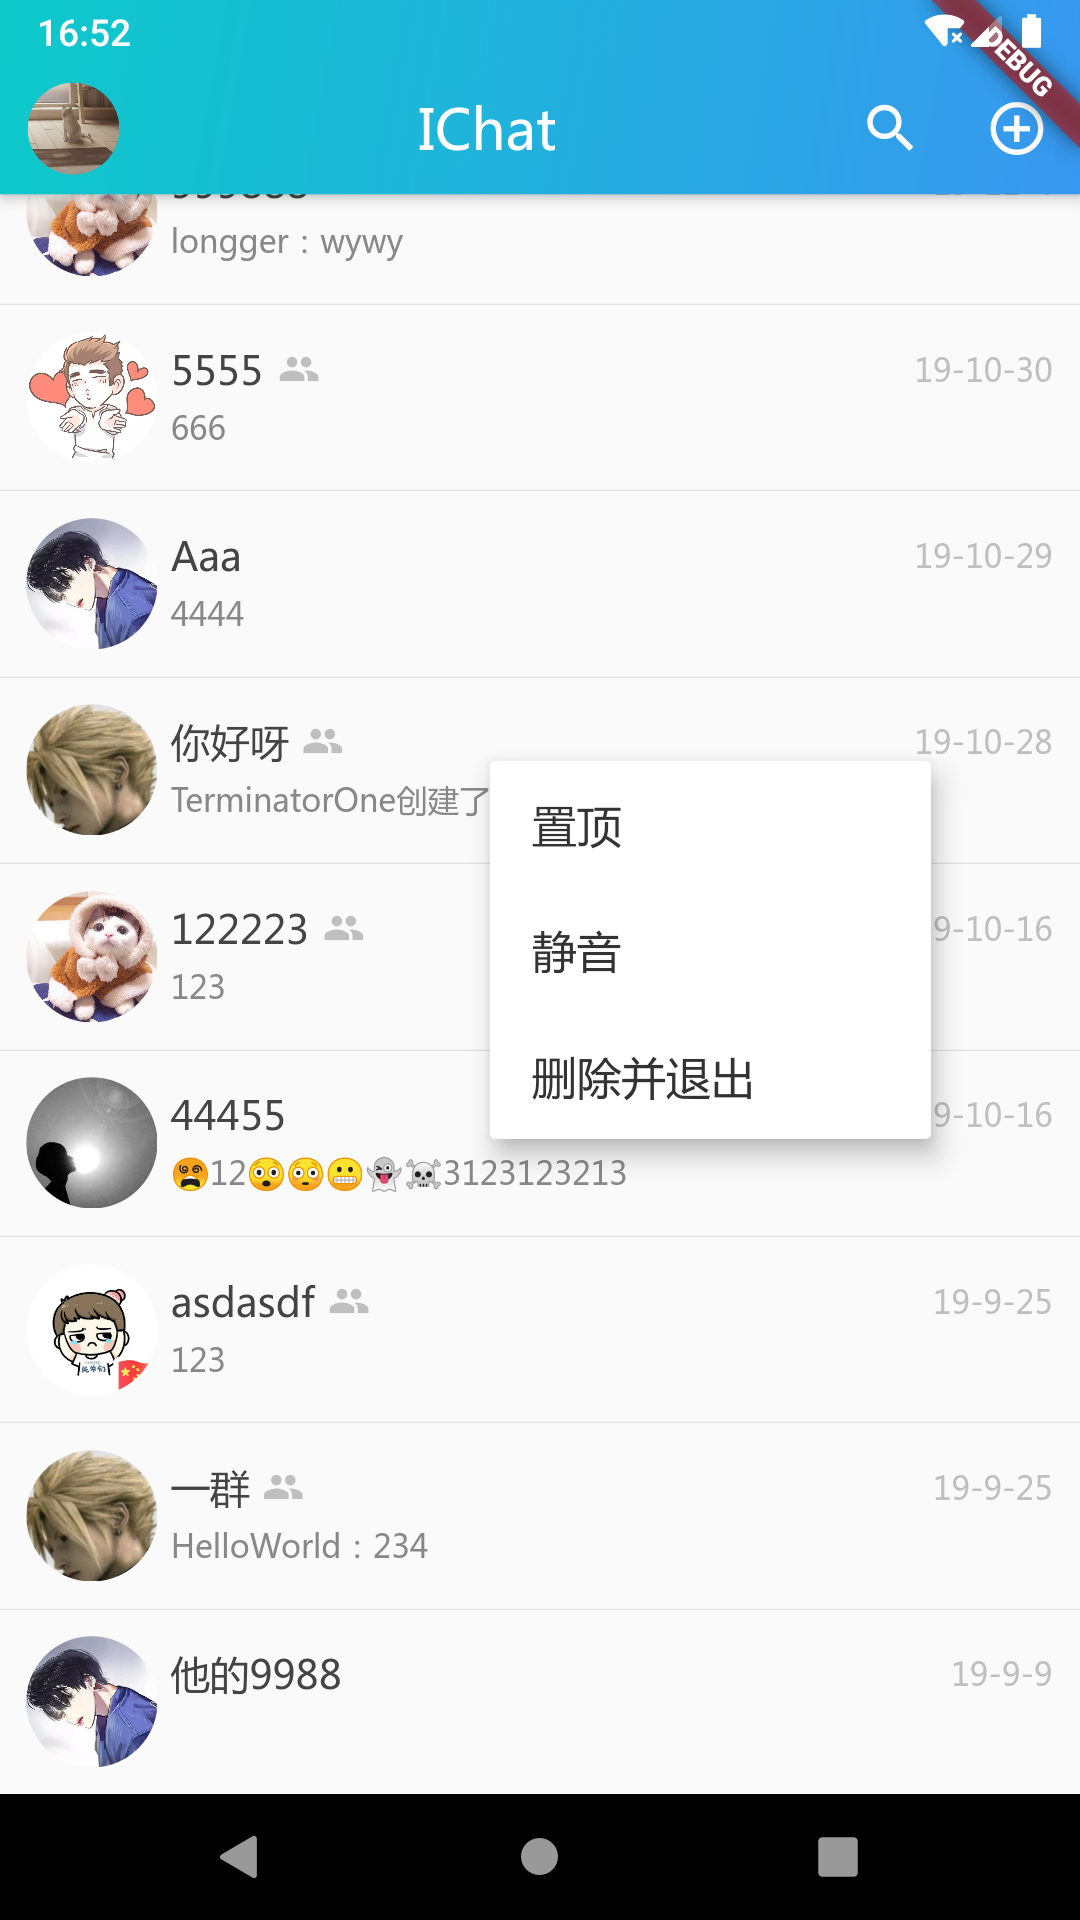 16:52
DEBUG
IChat
longger：wywy
5555
19-10-30
666
Aaa
19-10-29
4444
你好呀
19-10-28
TerminatorOne创建了
置顶
122223
9-10-16
静音
123
删除并退出
44455
9-10-16
😵12😯😳😬👻☠3123123213
asdasdf
19-9-25
123
一群
19-9-25
HelloWorld：234
他的9988
19-9-9